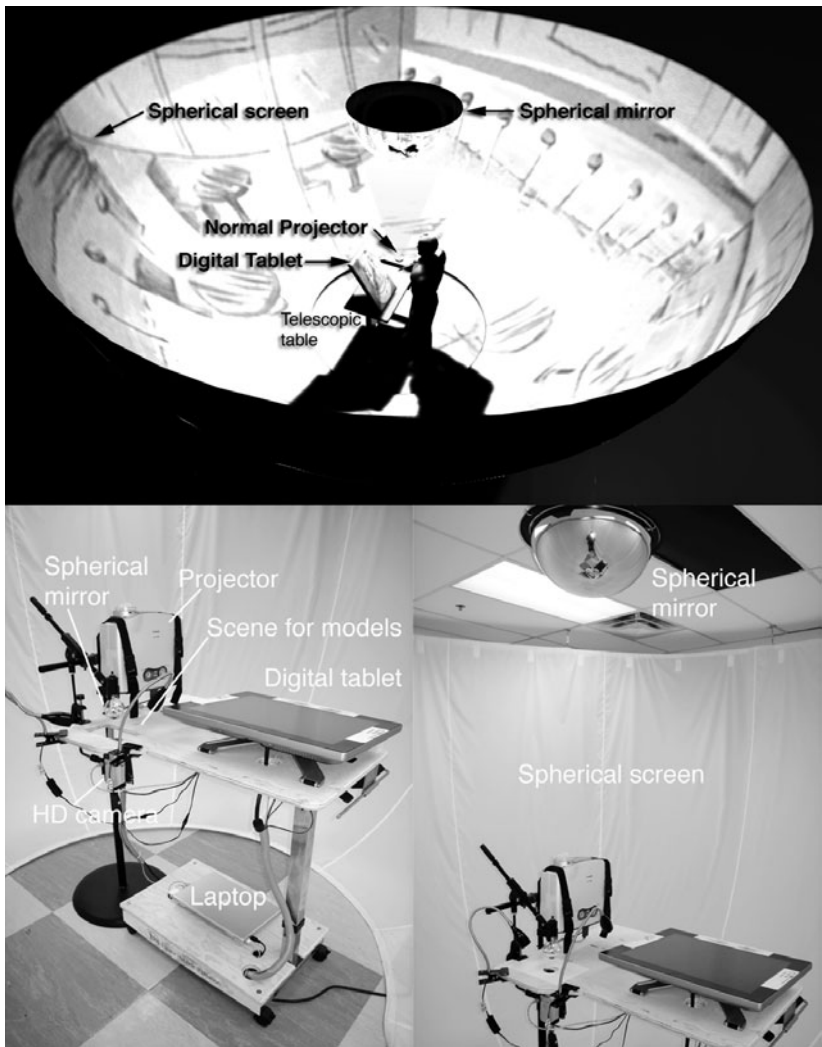 Spherical screen
Spherical mirror
Normal Projector
Digital Tablet
Telescopic
table
Spherical
mirror
Projector
Scene for models
Digital tablet
HD camera
Laptop
Spherical
mirror
Spherical screen